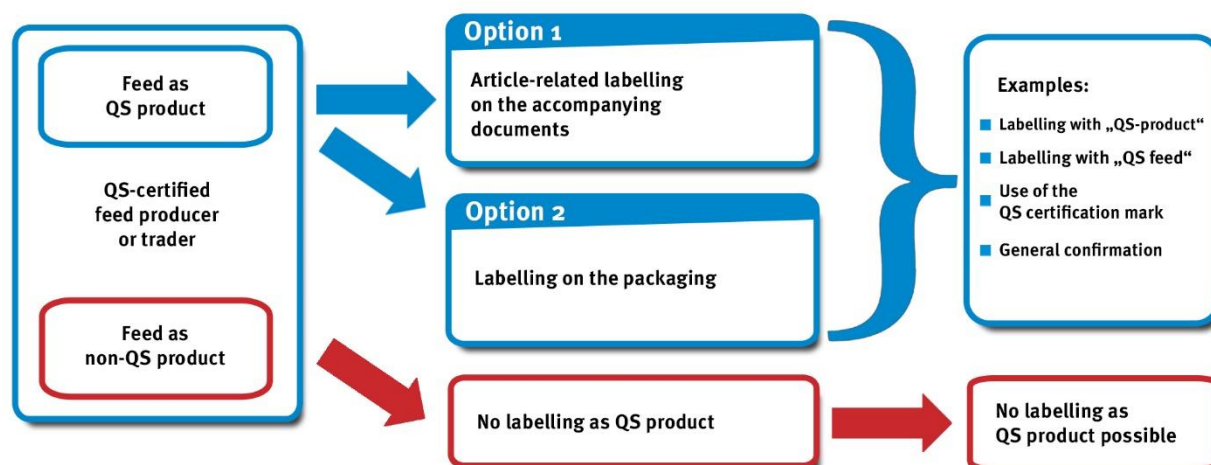 Feed as
QS product
QS-certified
feed producer
or trader
Feed as
non-QS product
Option 1
Article-related labelling
on the accompanying
documents
Option 2
Labelling on the packaging
No labelling as QS product
Examples:
Labelling with „QS-product“
Labelling with „QS feed“
Use of the
QS certification mark
General confirmation
No labelling as
QS product possible